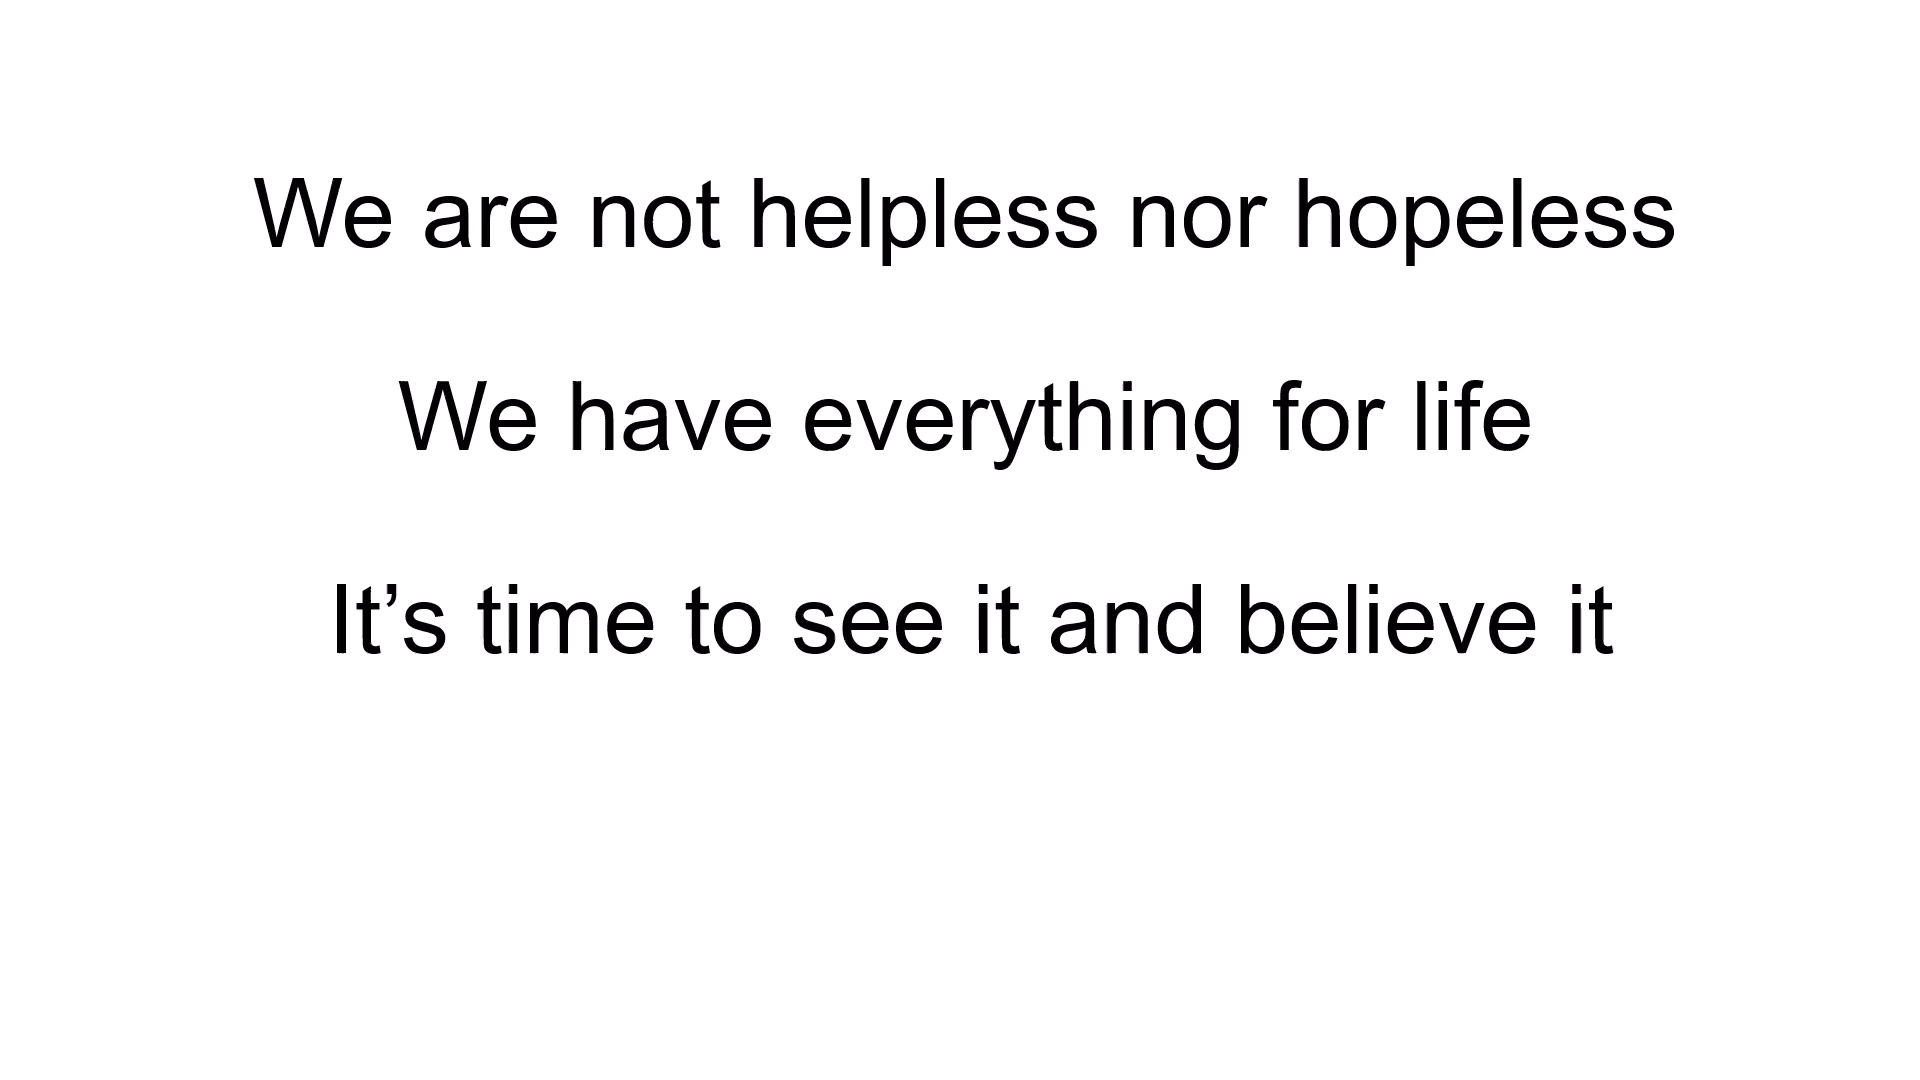 We are not helpless nor hopeless
We have everything for life
It’s time to see it and believe it